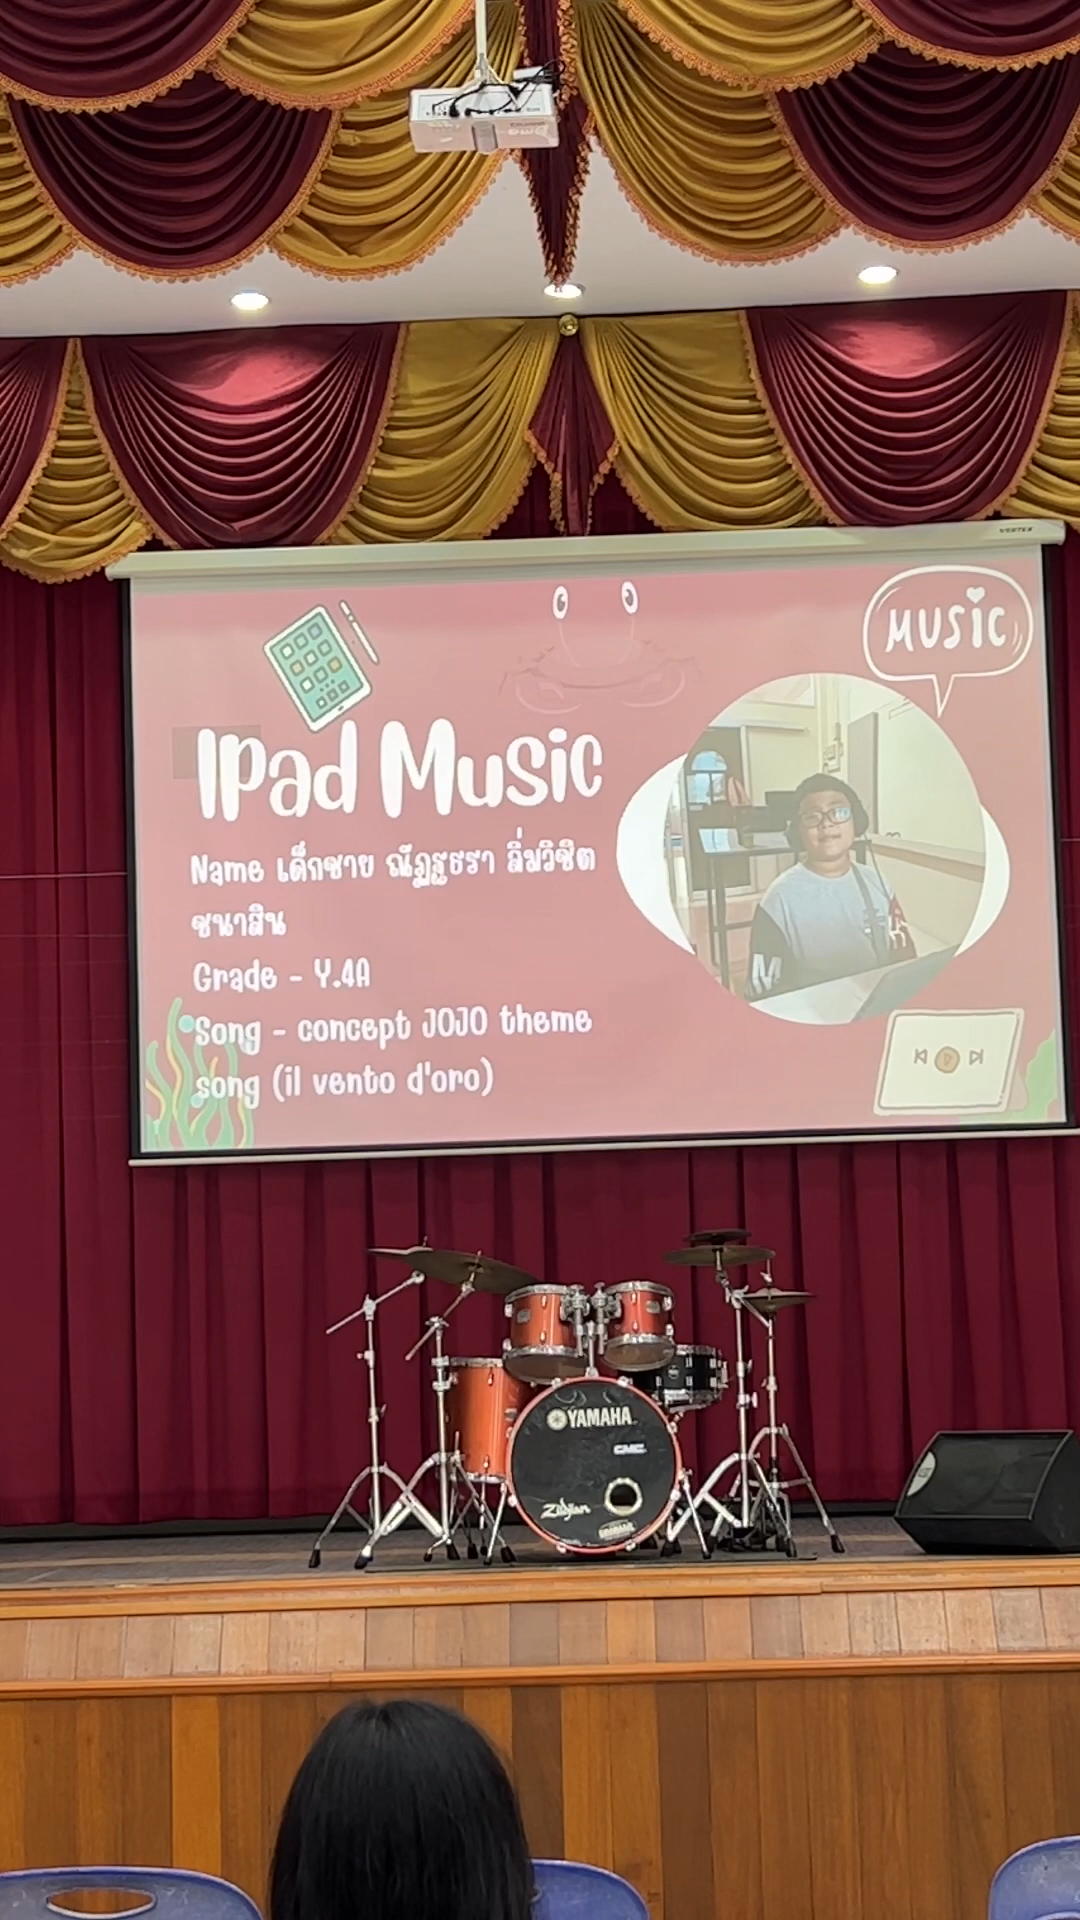 VERTEX
MUSIC
IPad Music
Name เด็กชาย ณัฏฐธรา ลิ่มวิชิต
ชนาสิน
Grade - Y.4A
Song - concept JOJO theme
song (il vento d'oro)
M
YAMAHA
CMC
Zildjian